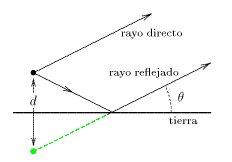 rayo directo
rayo reflejado
d
θ
tierra